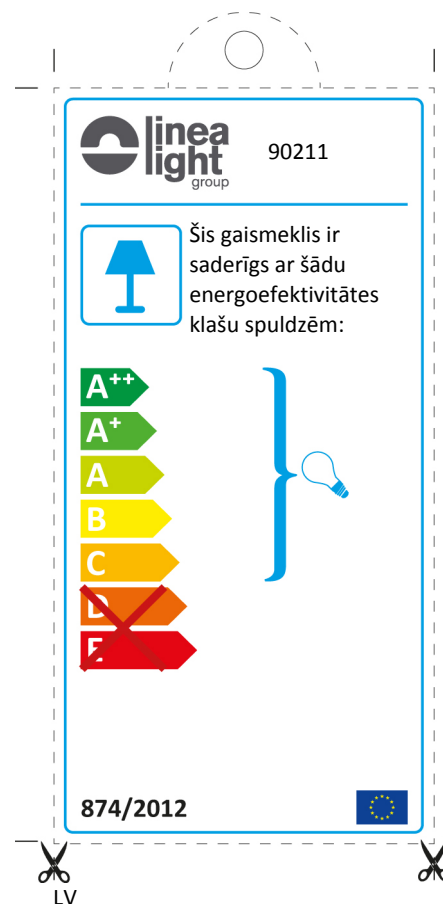 linea
light
group
90211
Šis gaismeklis ir
saderīgs ar šādu
energoefektivitātes
klašu spuldzēm:
A++
A+
A
B
C
D
E
874/2012
LV